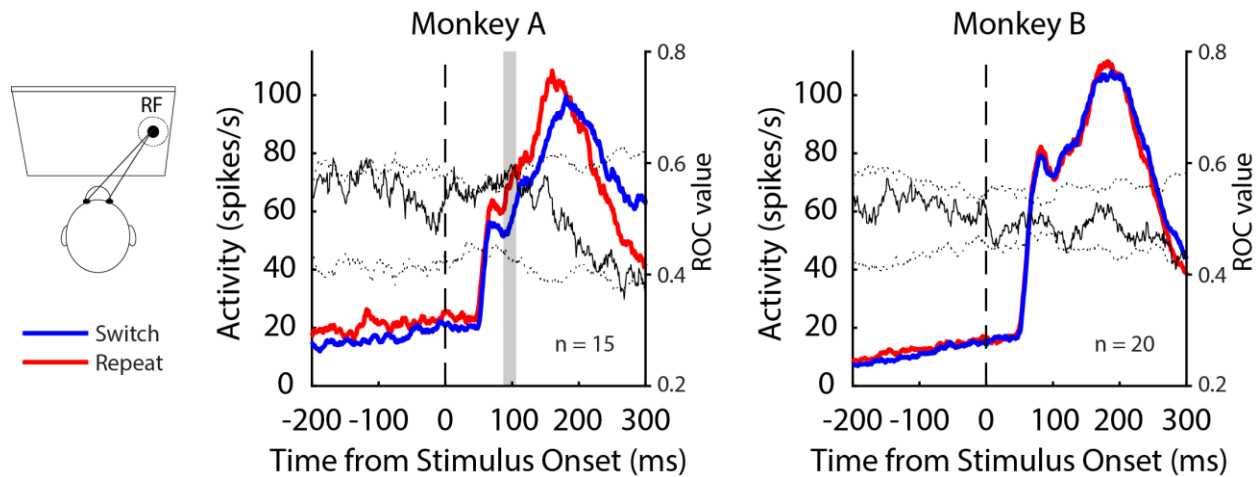 RF
Switch
Repeat
Monkey A
Activity (spikes/s)
100
80
60
40
20
0
0.8
0.6
0.4
0.2
ROC value
n = 15
-200 -100 0 100 200 300
Time from Stimulus Onset (ms)
Monkey B
Activity (spikes/s)
100
80
60
40
20
0
0.8
0.6
0.4
0.2
ROC value
n = 20
-200 -100 0 100 200 300
Time from Stimulus Onset (ms)